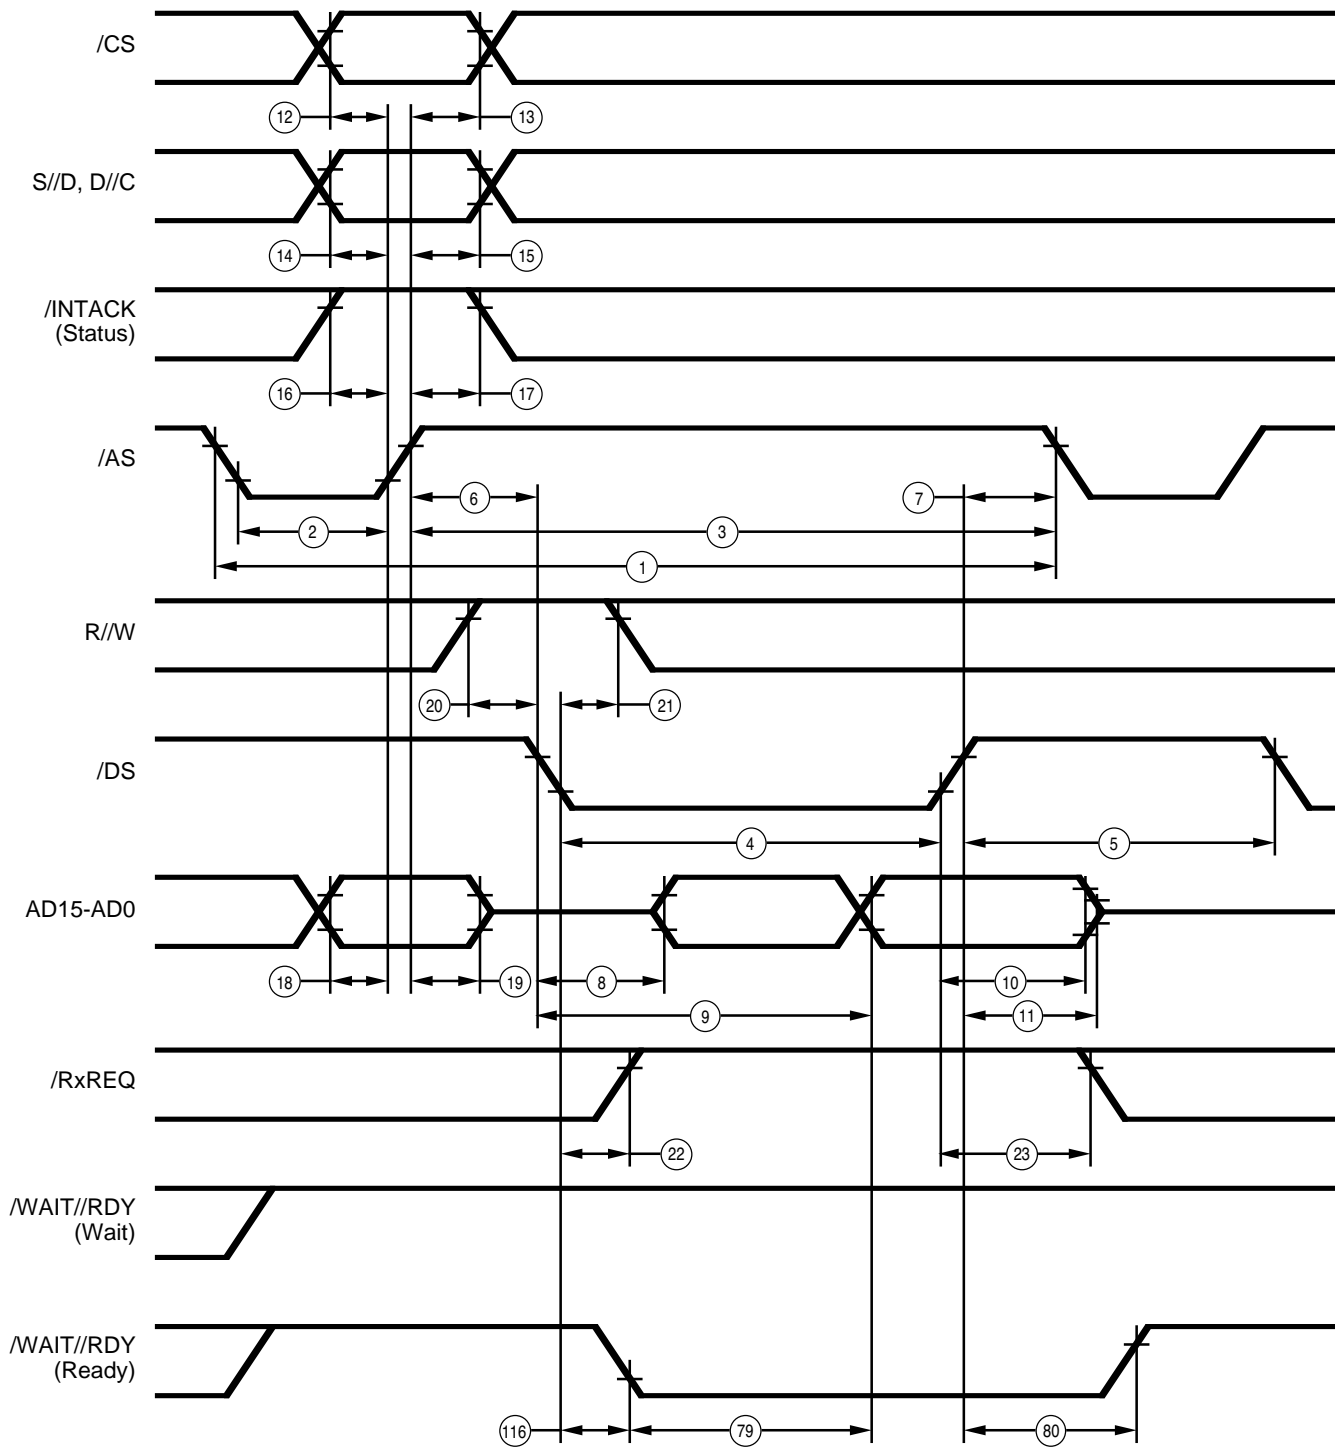 /CS
12
13
S//D, D//C
14
15
/INTACK
(Status)
16
17
/AS
6
7
2
3
1
R//W
20
21
/DS
4
5
AD15-AD0
18
19
8
10
9
11
/RxREQ
22
23
/WAIT//RDY
(Wait)
/WAIT//RDY
(Ready)
116
79
80